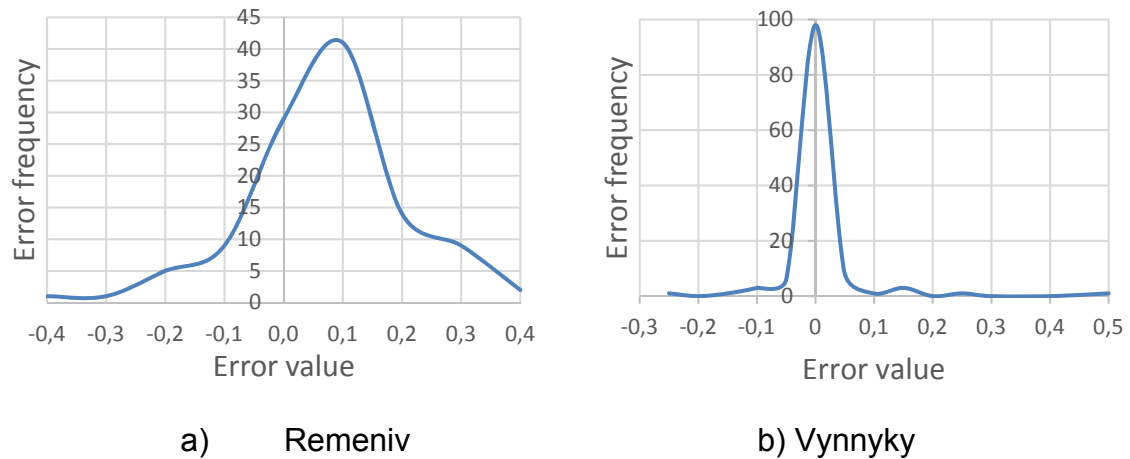 45
40
35
30
25
20
15
10
5
0
Error frequency
-0,4 -0,3 -0,2 -0,1 0,0 0,1 0,2 0,3 0,4
Error value
a) Remeniv
100
80
60
40
20
0
Error frequency
-0,3 -0,2 -0,1 0 0,1 0,2 0,3 0,4 0,5
Error value
b) Vynnyky